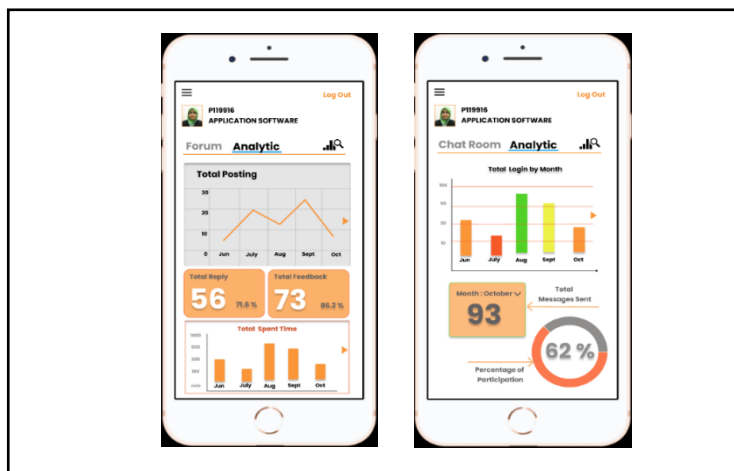 Log Out
P119916
APPLICATION SOFTWARE
Forum Analytic
Total Posting
30
20
10
0 Jun July Aug Sept Oct
Total Reply
56 71.6 %
Total Feedback
73 86.2 %
Total Spent Time
Jun July Aug Sept Oct
Log Out
P119916
APPLICATION SOFTWARE
Chat Room Analytic
Total Login by Month
Jun July Aug Sept Oct
Month : October
93
Total
Messages Sent
62 %
Percentage of
Participation